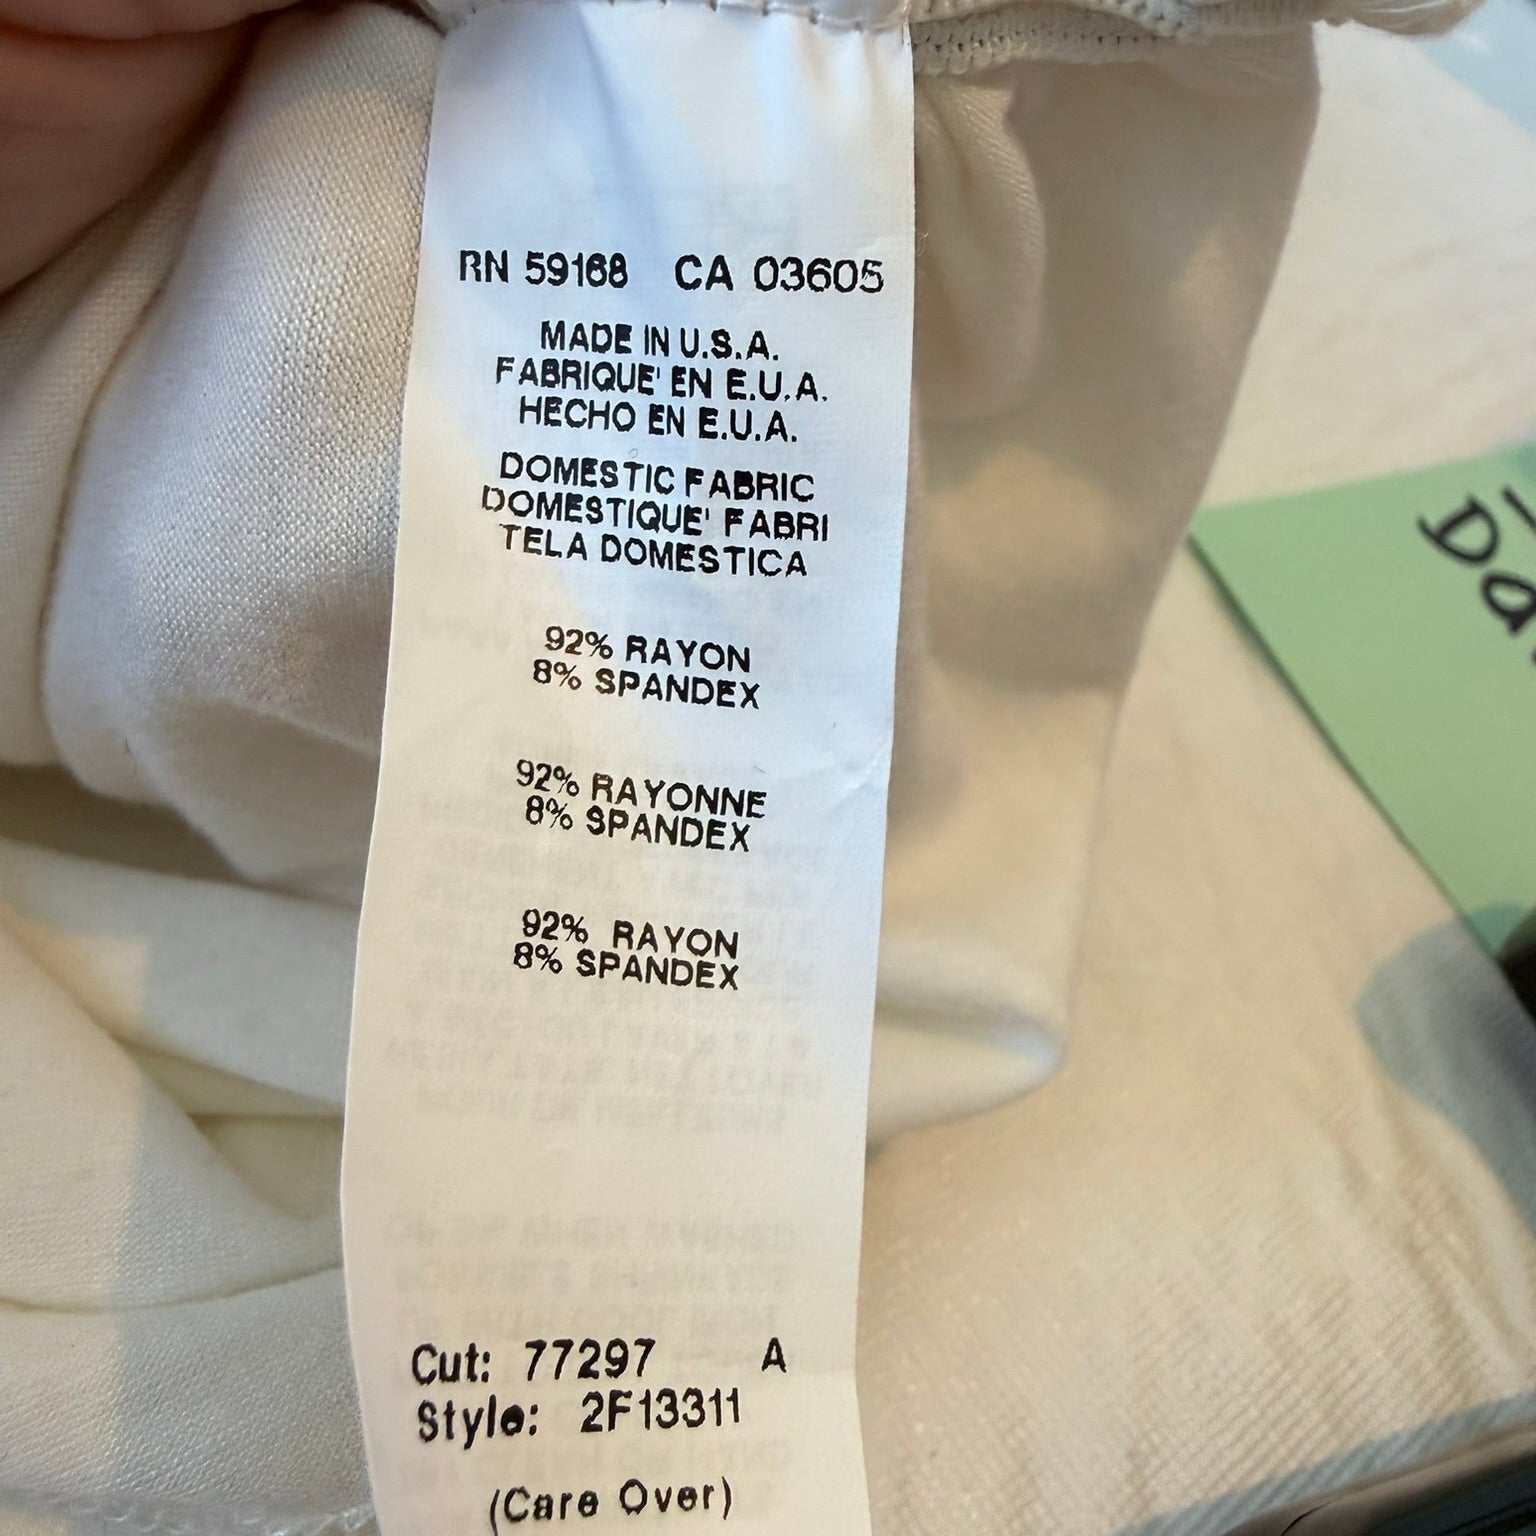 RN 59168 CA 03605
MADE IN U.S.A.
FABRIQUE' EN E.U.A.
HECHO EN E.U.A.
DOMESTIC FABRIC
DOMESTIQUE' FABRI
TELA DOMESTICA
92% RAYON
8% SPANDEX
92% RAYONNE
8% SPANDEX
92% RAYON
8% SPANDEX
Cut: 77297 A
Style: 2F13311
(Care Over)